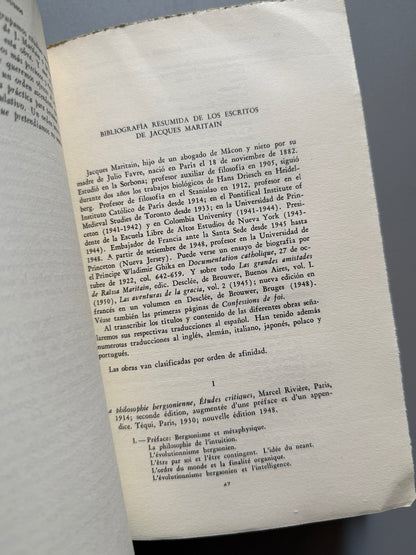 BIBLIOGRAFÍA RESUMIDA DE LOS ESCRITOS
DE JACQUES MARITAIN
Jacques Maritain, hijo de un abogado de Mâcon y nieto por su
madre de Julio Favre, nació en París el 18 de noviembre de 1882.
Estudió en la Sorbona; profesor auxiliar de filosofía en 1905, siguió
durante dos años los trabajos biológicos de Hans Driesch en Heidel-
berg. Profesor de filosofía en el Stanislao en 1912, profesor en el
Instituto Católico de París desde 1914; en el Pontifical Institute of
Medieval Studies de Toronto desde 1933; en la Universidad de Prin-
ceton (1941-1942) y en Columbia University (1941-1944). Presi-
dente de la Escuela Libre de Altos Estudios de Nueva York (1943-
1944). Embajador de Francia ante la Santa Sede desde 1945 hasta
1948. A partir de setiembre de 1948, profesor en la Universidad de
Princeton (Nueva Jersey). Puede verse un ensayo de biografía por
el Príncipe Wladimir Ghika en Documentation catholique, 27 de oc-
tubre de 1922, col. 642-659. Y sobre todo Las grandes amistades
de Raïssa Maritain, edic. Desclée, de Brouwer, Buenos Aires, vol. I.
(1950), Las aventuras de la gracia, vol. 2 (1945); nueva edición en
francés en un volumen en Desclée, de Brouwer, Bruges (1948).
Véase también las primeras páginas de Confessions de foi.
Al transcribir los títulos y contenido de las diferentes obras seña-
laremos sus respectivas traducciones al español. Han tenido además
numerosas traducciones al inglés, alemán, italiano, japonés, polaco y
portugués.
Las obras van clasificadas por orden de afinidad.
I
a philosophie bergsonienne, Études critiques, Marcel Rivière, Paris,
1914; seconde édition, augmentée d'une préface et d'un appen-
dice. Téqui, Paris, 1930; nouvelle édition 1948.
I. — Préface: Bergsonisme et métaphysique.
La philosophie de l'intuition.
L'évolutionnisme bergsonien.
L'être par soi et l'être contingent. L'idée du neant.
L'ordre du monde et la finalité organique.
L'évolutionnisme bergsonien et l'intelligence.